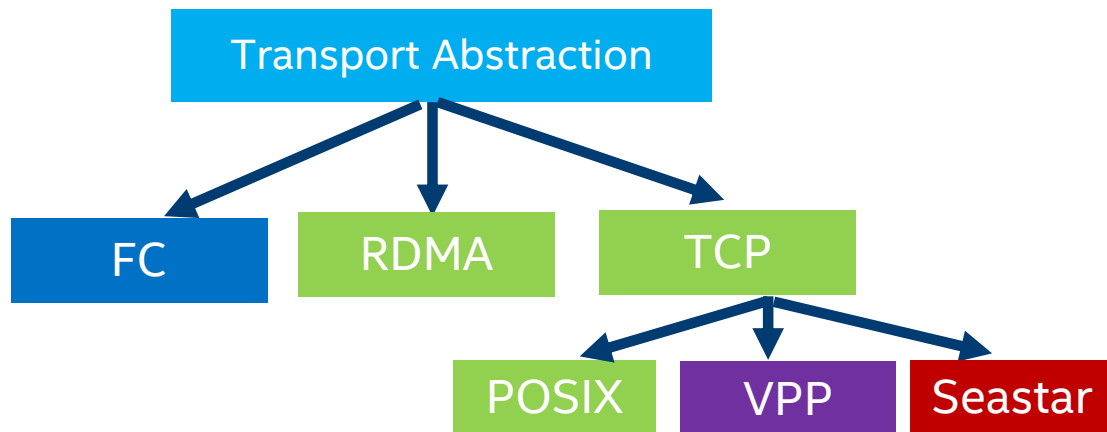 Transport Abstraction
FC
RDMA
TCP
POSIX
VPP
Seastar